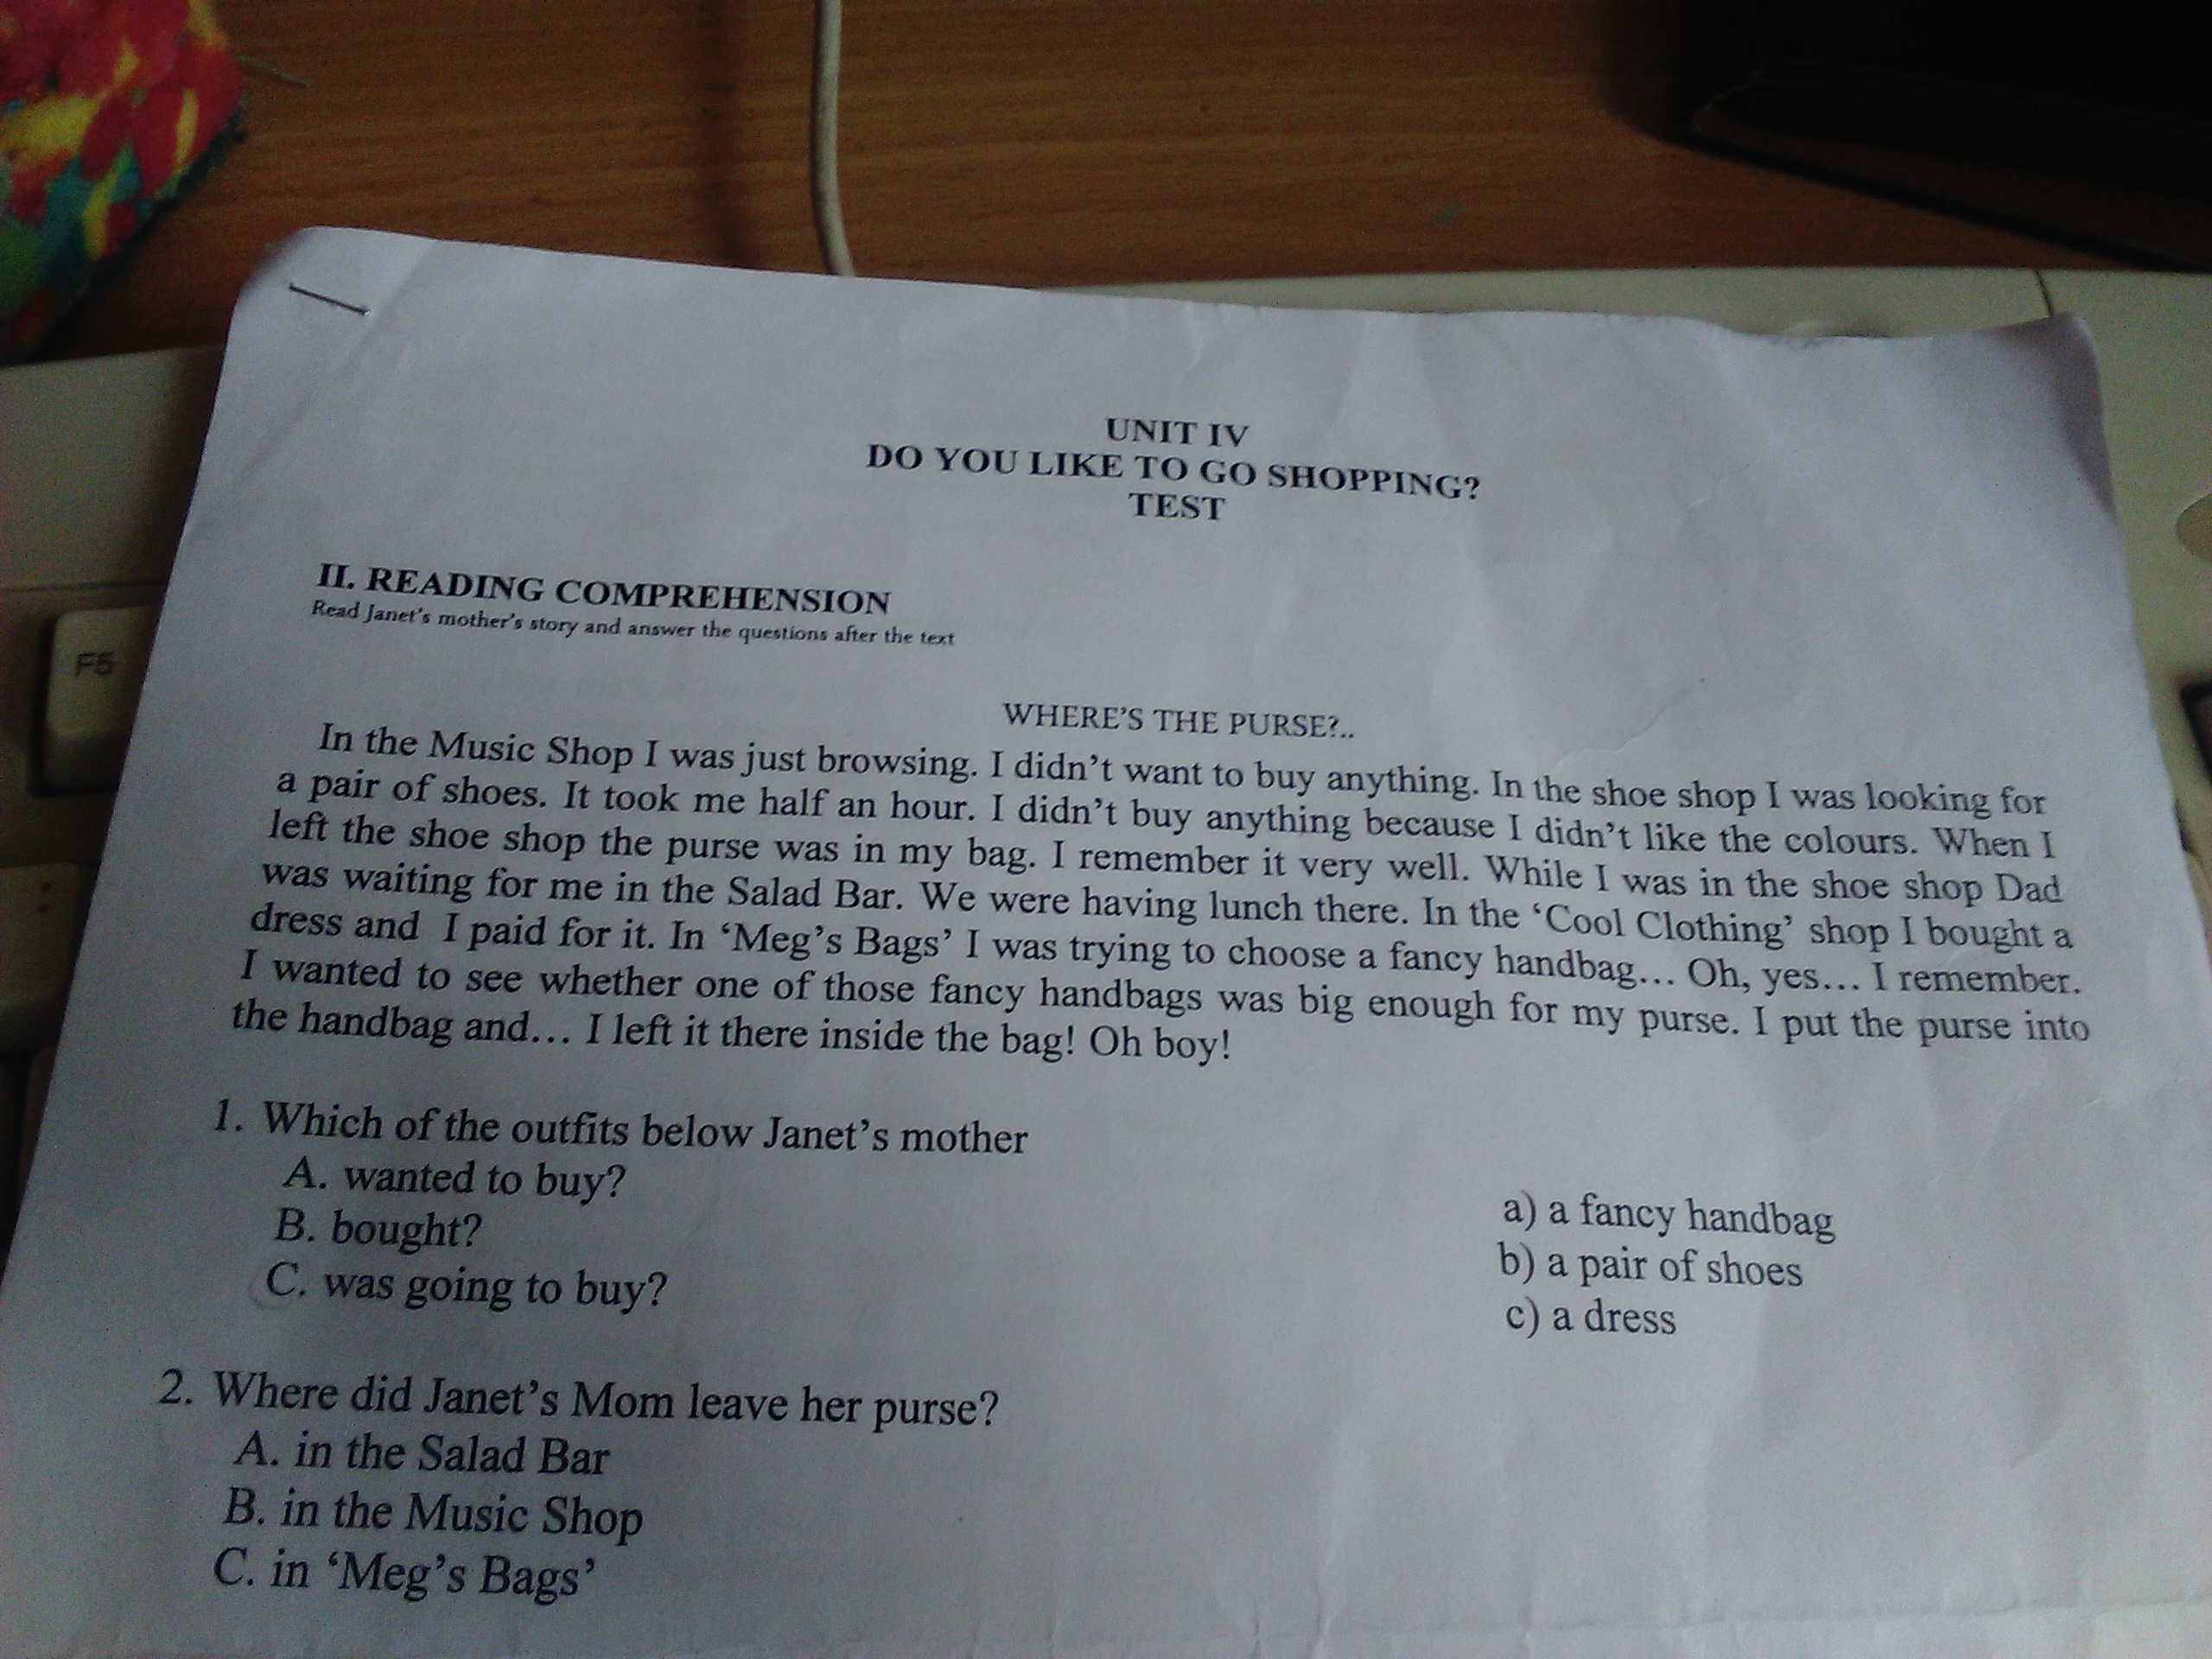 UNIT IV
DO YOU LIKE TO GO SHOPPING?
TEST
II. READING COMPREHENSION
Read Janet's mother's story and answer the questions after the text
WHERE'S THE PURSE?..
In the Music Shop I was just browsing. I didn't want to buy anything. In the shoe shop I was looking for
a pair of shoes. It took me half an hour. I didn't buy anything because I didn't like the colours. When I
left the shoe shop the purse was in my bag. I remember it very well. While I was in the shoe shop Dad
was waiting for me in the Salad Bar. We were having lunch there. In the ‘Cool Clothing’ shop I bought a
dress and I paid for it. In ‘Meg’s Bags’ I was trying to choose a fancy handbag... Oh, yes... I remember.
I wanted to see whether one of those fancy handbags was big enough for my purse. I put the purse into
the handbag and... I left it there inside the bag! Oh boy!
1. Which of the outfits below Janet's mother
A. wanted to buy?
B. bought?
C. was going to buy?
a) a fancy handbag
b) a pair of shoes
c) a dress
2. Where did Janet's Mom leave her purse?
A. in the Salad Bar
B. in the Music Shop
C. in ‘Meg’s Bags’
F5